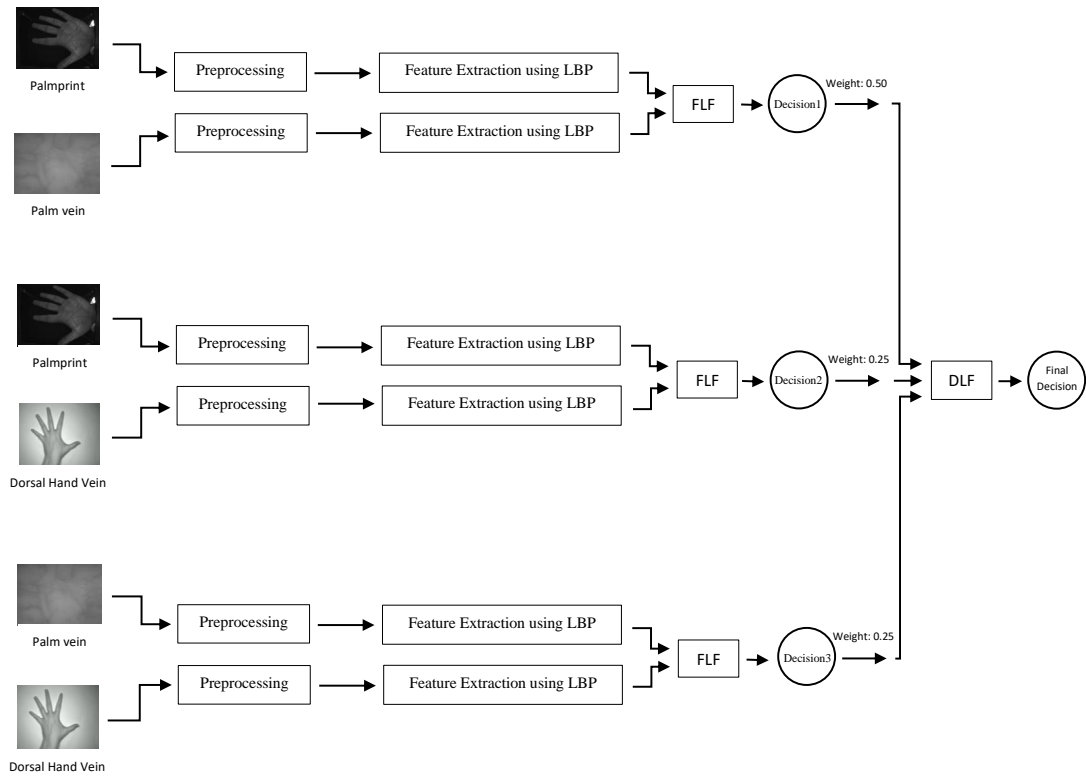 Palmprint
Preprocessing
Feature Extraction using LBP
Palm vein
Preprocessing
Feature Extraction using LBP
FLF
Decision1
Weight: 0.50
Palmprint
Preprocessing
Feature Extraction using LBP
Dorsal Hand Vein
Preprocessing
Feature Extraction using LBP
FLF
Decision2
Weight: 0.25
Palm vein
Preprocessing
Feature Extraction using LBP
Dorsal Hand Vein
Preprocessing
Feature Extraction using LBP
FLF
Decision3
Weight: 0.25
DLF
Final
Decision